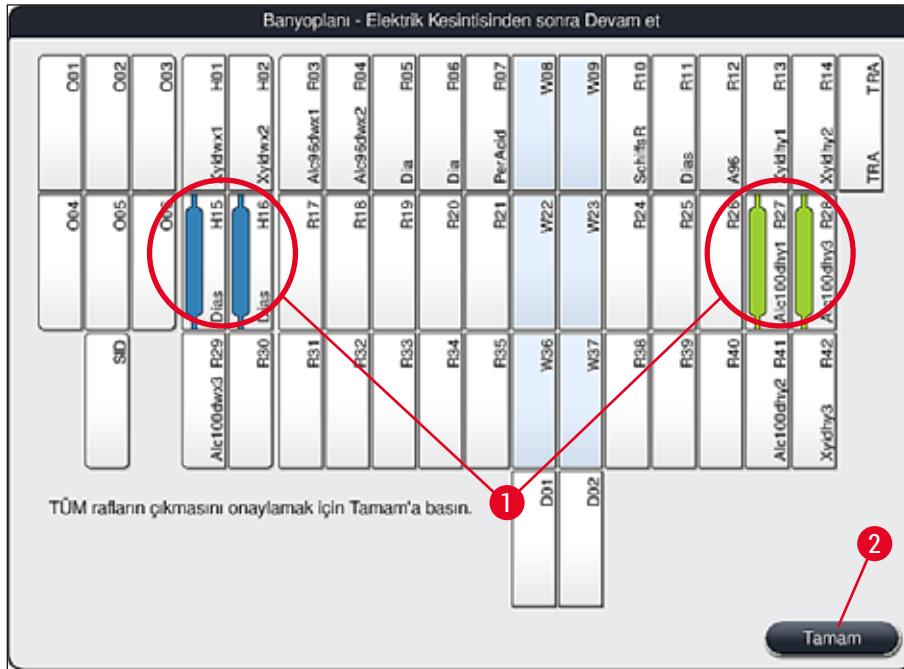 Banyoplanı - Elektrik Kesintisinden sonra Devam et
O01
O02
O03
Xyldwx1 H01
Xyldwx2 H02
Alc96dwx1 R03
Alc96dwx2 R04
Dia R05
Dia R06
PerAcid R07
W08
W09
SchiffsR R10
Dias R11
A96 R12
Xyldhy1 R13
Xyldhy2 R14
TRA TRA
O04
O05
O06
Dias H15
Dias H16
R17
R18
R19
R20
R21
W22
W23
R24
R25
R26
Alc100dhy1 R27
Alc100dhy3 R28
SID
Alc100dwx3 R29
R30
R31
R32
R33
R34
R35
W36
W37
R38
R39
R40
Alc100dhy2 R41
Xyldhy3 R42
D01
D02
TÜM rafların çıkmasını onaylamak için Tamam'a basın.
1
2
Tamam